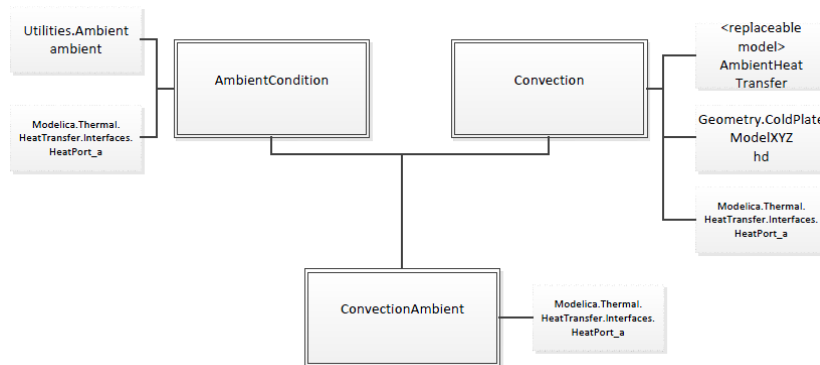 Utilities.Ambient
ambient
AmbientCondition
Modelica.Thermal.
HeatTransfer.Interfaces.
HeatPort_a
Convection
<replaceable
model>
AmbientHeat
Transfer
Geometry.ColdPlate
ModelXYZ
hd
Modelica.Thermal.
HeatTransfer.Interfaces.
HeatPort_a
ConvectionAmbient
Modelica.Thermal.
HeatTransfer.Interfaces.
HeatPort_a